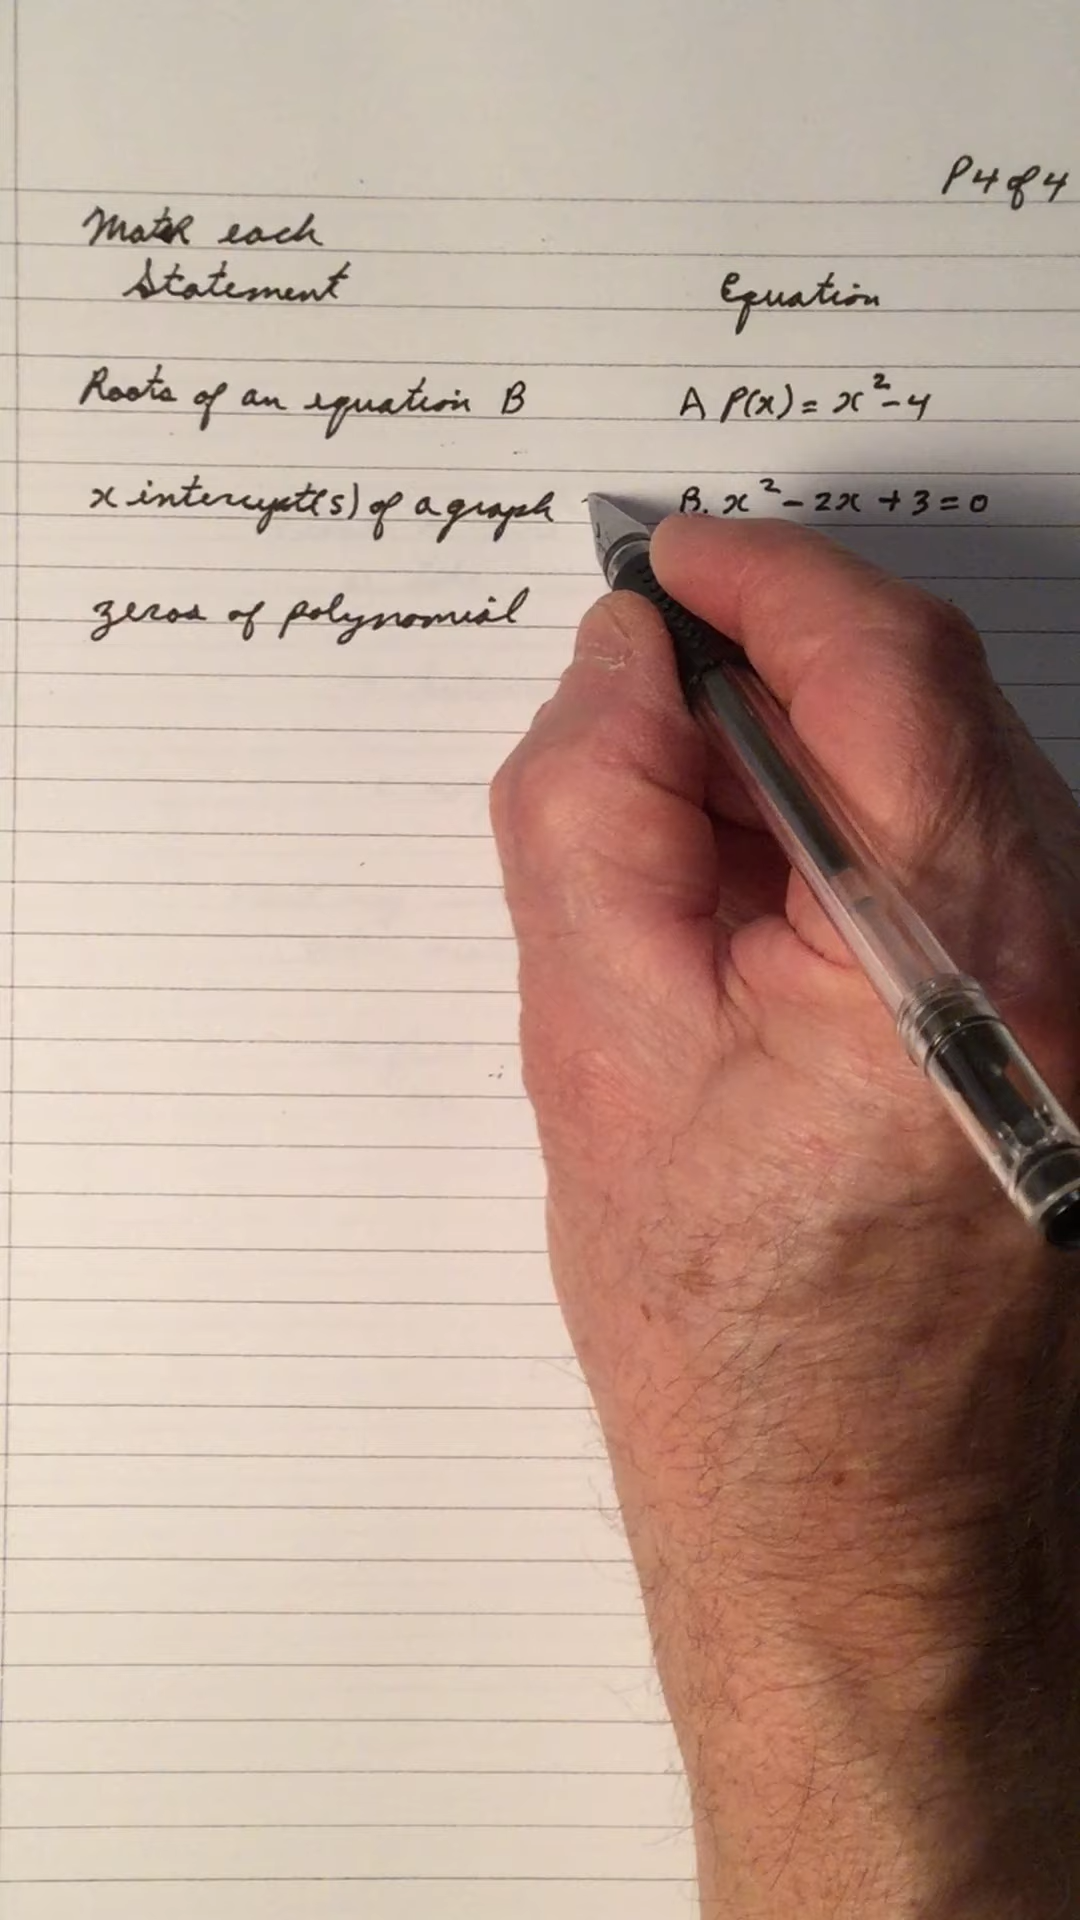 P4 of 4
Match each
Statement Equation
Roots of an equation B A P(x) = x² - 4
x intercept(s) of a graph B. x² - 2x + 3 = 0
zeros of polynomial